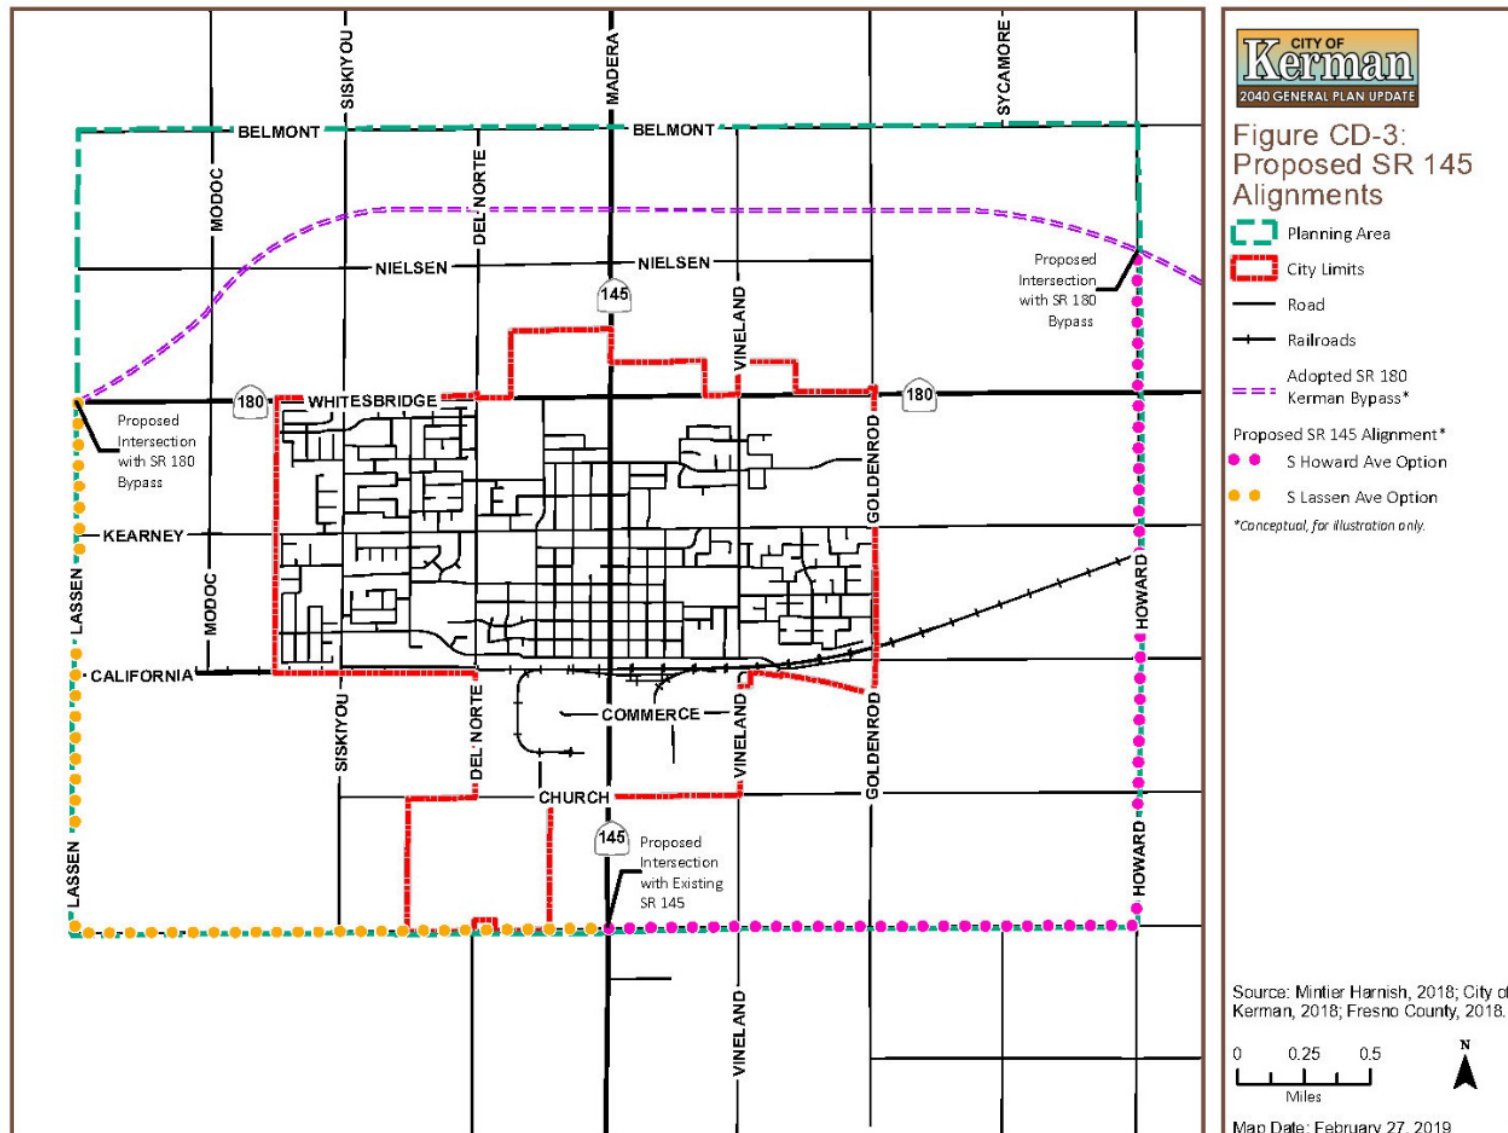 SISKIYOU
MADERA
SYCAMORE
BELMONT
BELMONT
MODOC
DEL NORTE
NIELSEN
NIELSEN
145
VINELAND
Proposed
Intersection
with SR 180
Bypass
180
WHITESBRIDGE
180
Proposed
Intersection
with SR 180
Bypass
GOLDENROD
KEARNEY
LASSEN
MODOC
HOWARD
CALIFORNIA
SISKIYOU
DEL NORTE
COMMERCE
VINELAND
GOLDENROD
CHURCH
145
Proposed
Intersection
with Existing
SR 145
LASSEN
HOWARD
VINELAND
CITY OF
Kerman
2040 GENERAL PLAN UPDATE
Figure CD-3:
Proposed SR 145
Alignments
Planning Area
City Limits
Road
Railroads
Adopted SR 180
Kerman Bypass*
Proposed SR 145 Alignment*
S Howard Ave Option
S Lassen Ave Option
*Conceptual, for illustration only.
Source: Mintier Harnish, 2018; City of
Kerman, 2018; Fresno County, 2018.
0 0.25 0.5
Miles
N
Map Date: February 27, 2019